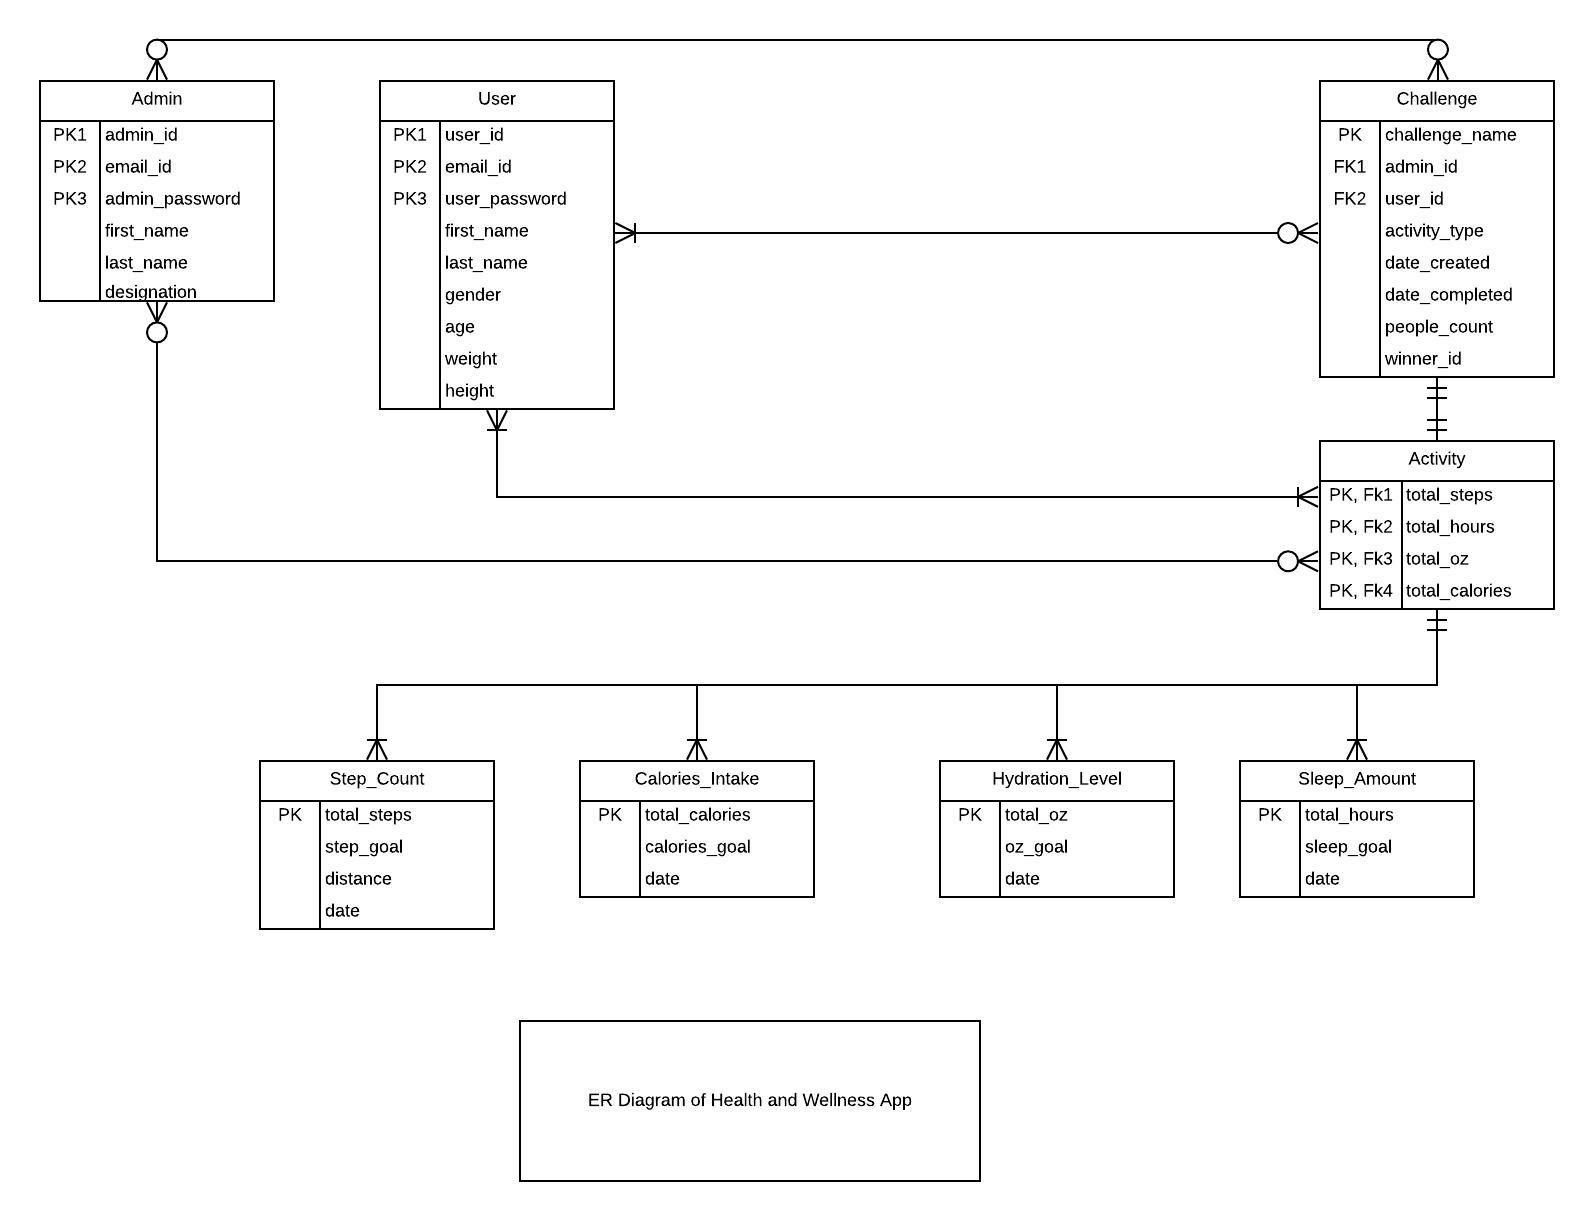 Admin
PK1 admin_id
PK2 email_id
PK3 admin_password
first_name
last_name
designation
User
PK1 user_id
PK2 email_id
PK3 user_password
first_name
last_name
gender
age
weight
height
Challenge
PK challenge_name
FK1 admin_id
FK2 user_id
activity_type
date_created
date_completed
people_count
winner_id
Activity
PK, Fk1 total_steps
PK, Fk2 total_hours
PK, Fk3 total_oz
PK, Fk4 total_calories
Step_Count
PK total_steps
step_goal
distance
date
Calories_Intake
PK total_calories
calories_goal
date
Hydration_Level
PK total_oz
oz_goal
date
Sleep_Amount
PK total_hours
sleep_goal
date
ER Diagram of Health and Wellness App